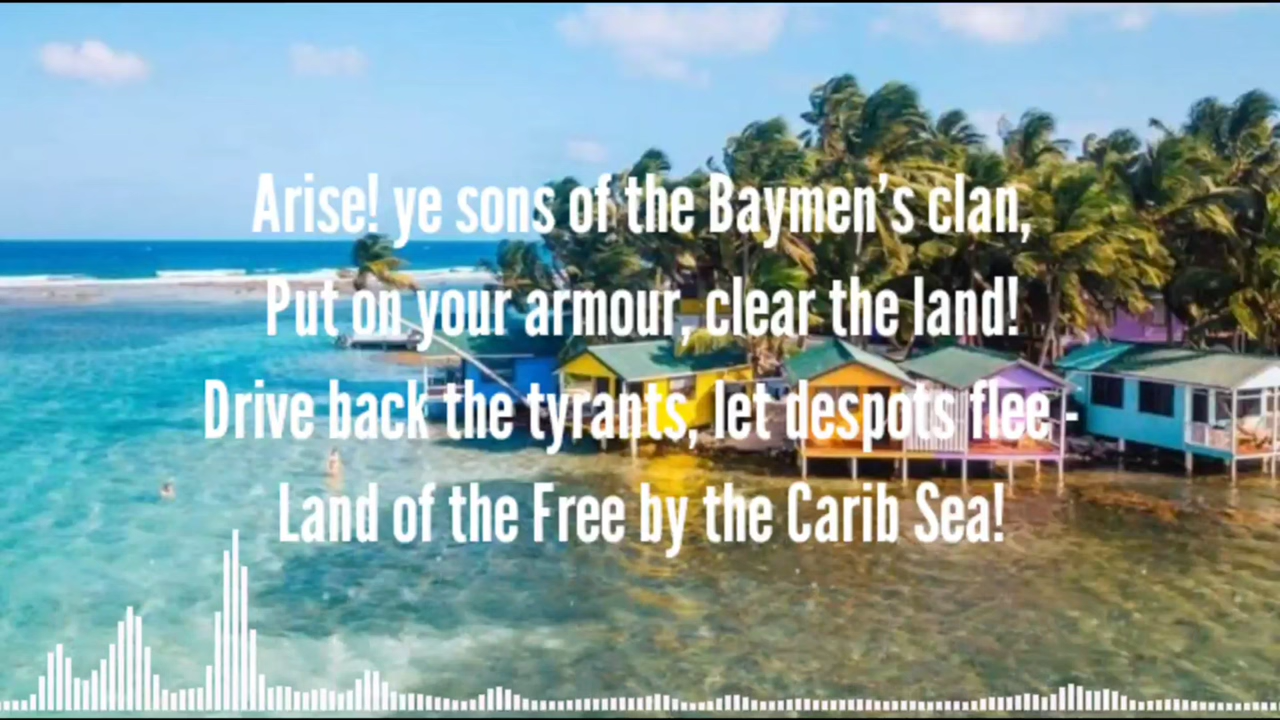 Arise! ye sons of the Baymen’s clan,
Put on your armour, clear the land!
Drive back the tyrants, let despots flee -
Land of the Free by the Carib Sea!